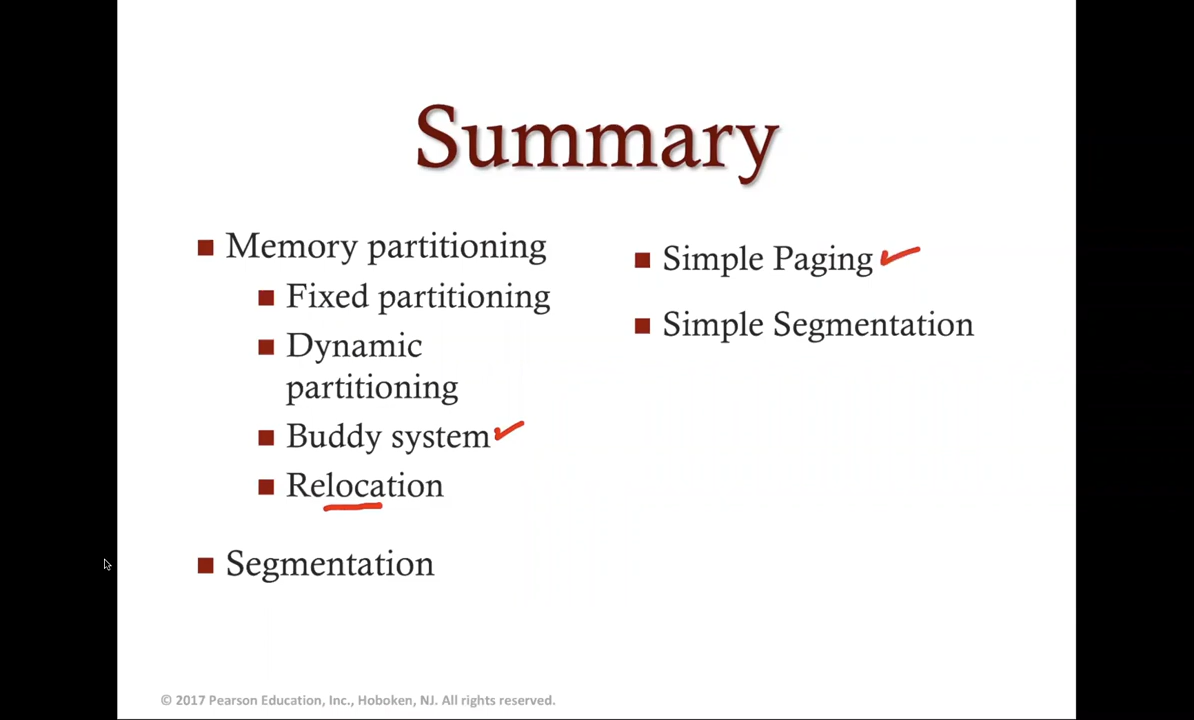 Summary
Memory partitioning
Fixed partitioning
Dynamic
partitioning
Buddy system
Relocation
Segmentation
Simple Paging
Simple Segmentation
© 2017 Pearson Education, Inc., Hoboken, NJ. All rights reserved.